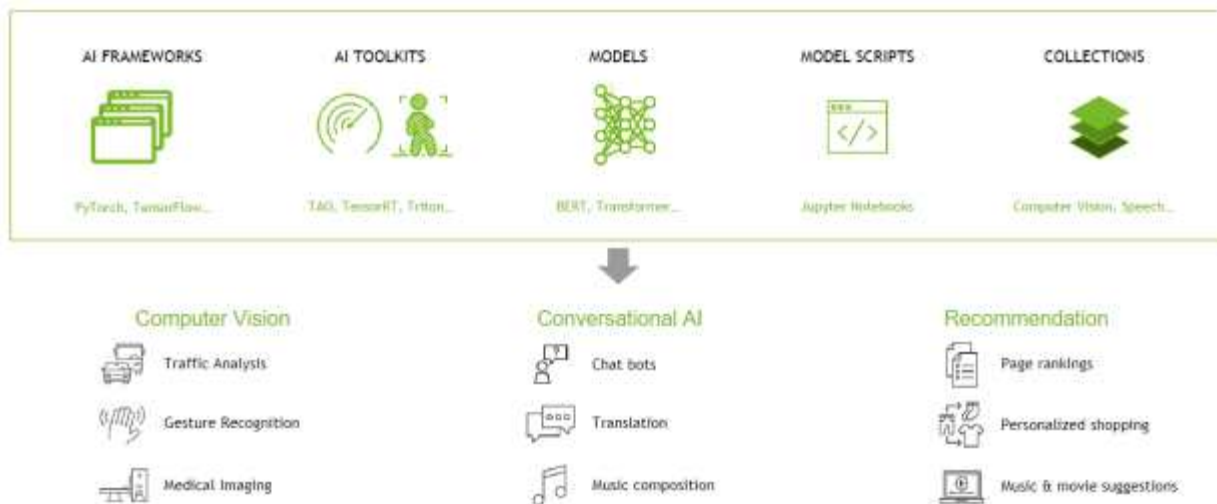 AI FRAMEWORKS
AI TOOLKITS
MODELS
MODEL SCRIPTS
COLLECTIONS
PyTorch, TensorFlow...
TAO, TensorRT, Triton...
BERT, Transformer...
Jupyter Notebooks
Computer Vision, Speech...
Computer Vision
Traffic Analysis
Gesture Recognition
Medical Imaging
Conversational AI
Chat bots
Translation
Music composition
Recommendation
Page rankings
Personalized shopping
Music & movie suggestions